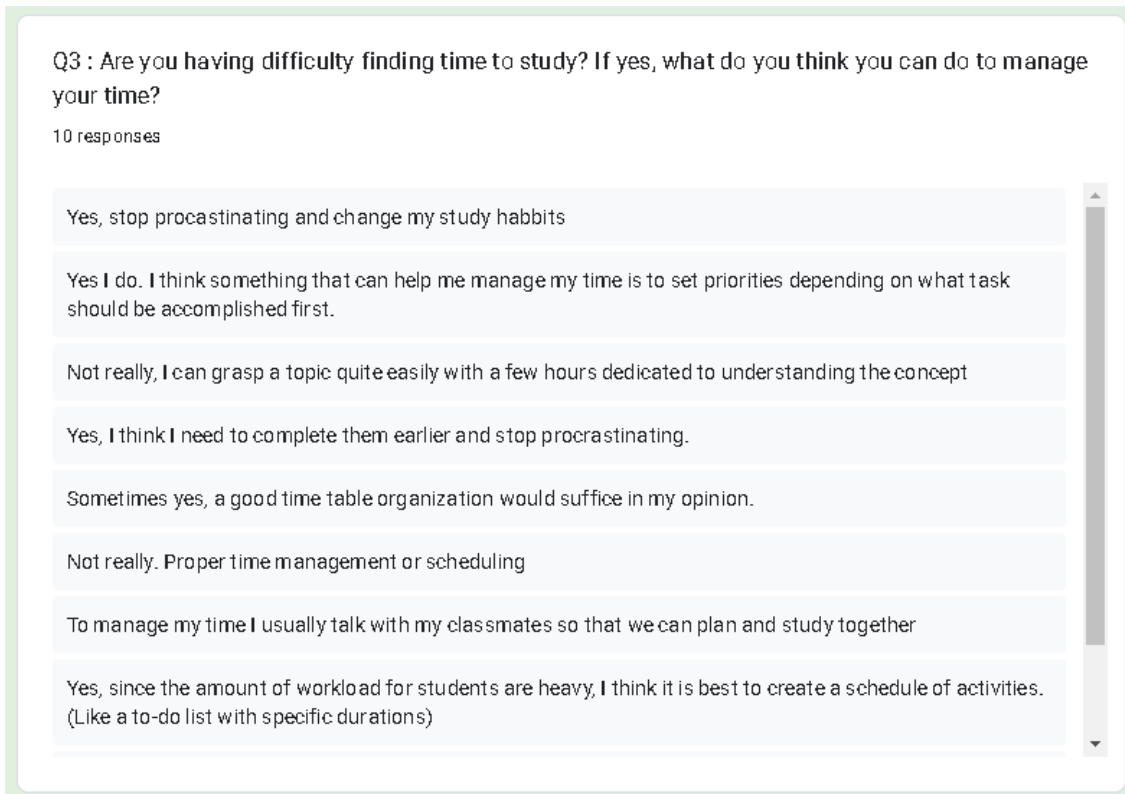 Q3 : Are you having difficulty finding time to study? If yes, what do you think you can do to manage
your time?
10 responses
Yes, stop procastinating and change my study habbits
Yes I do. I think something that can help me manage my time is to set priorities depending on what task
should be accomplished first.
Not really, I can grasp a topic quite easily with a few hours dedicated to understanding the concept
Yes, I think I need to complete them earlier and stop procrastinating.
Sometimes yes, a good time table organization would suffice in my opinion.
Not really. Proper time management or scheduling
To manage my time I usually talk with my classmates so that we can plan and study together
Yes, since the amount of workload for students are heavy, I think it is best to create a schedule of activities.
(Like a to-do list with specific durations)